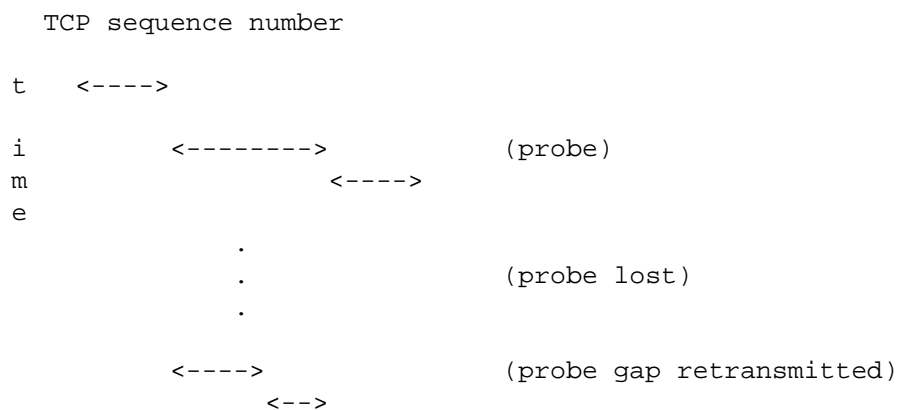 TCP sequence number
t <---->
i <--------> (probe)
m <---->
e
.
. (probe lost)
.
<----> (probe gap retransmitted)
<-->